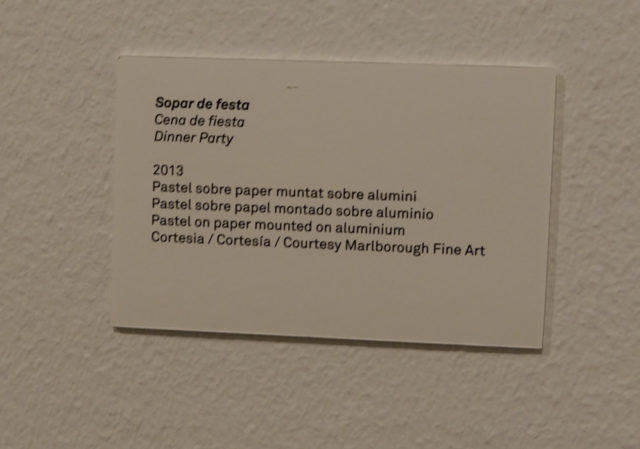 Sopar de festa
Cena de fiesta
Dinner Party
2013
Pastel sobre paper muntat sobre alumini
Pastel sobre papel montado sobre aluminio
Pastel on paper mounted on aluminium
Cortesia / Cortesía / Courtesy Marlborough Fine Art